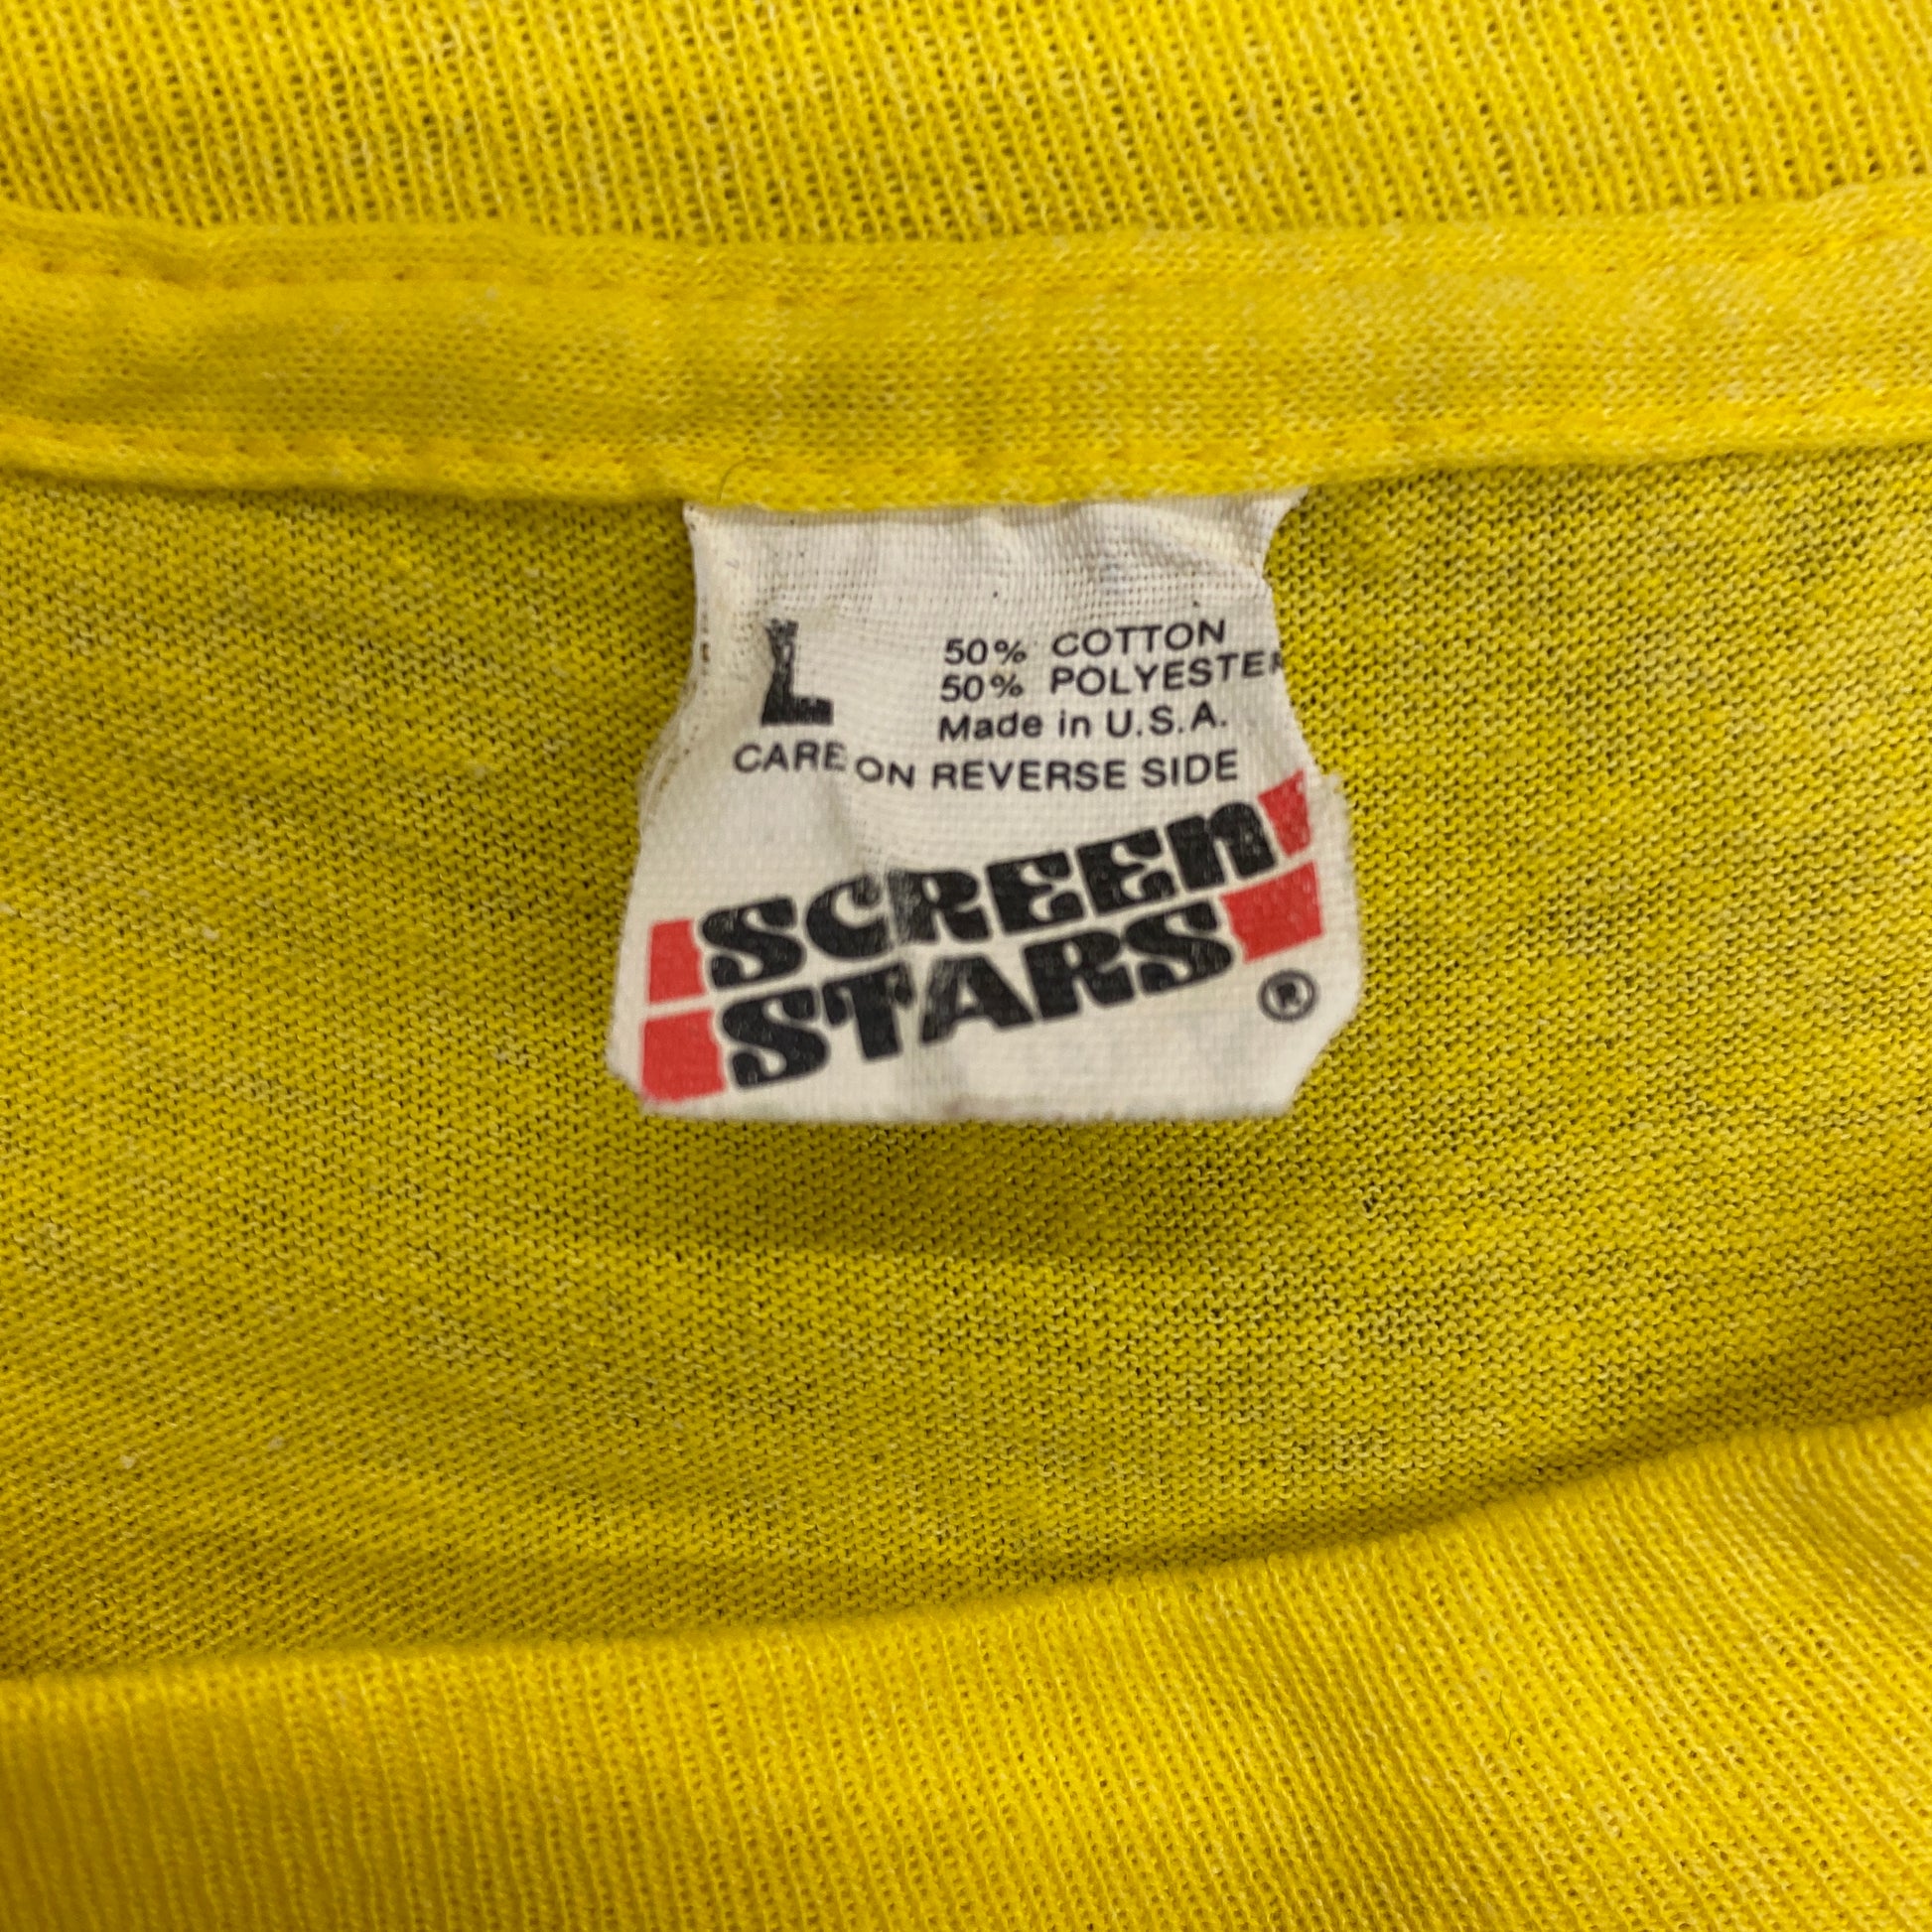 L
50% COTTON
50% POLYESTER
Made in U.S.A.
CARE ON REVERSE SIDE
SCREEN
STARS
®